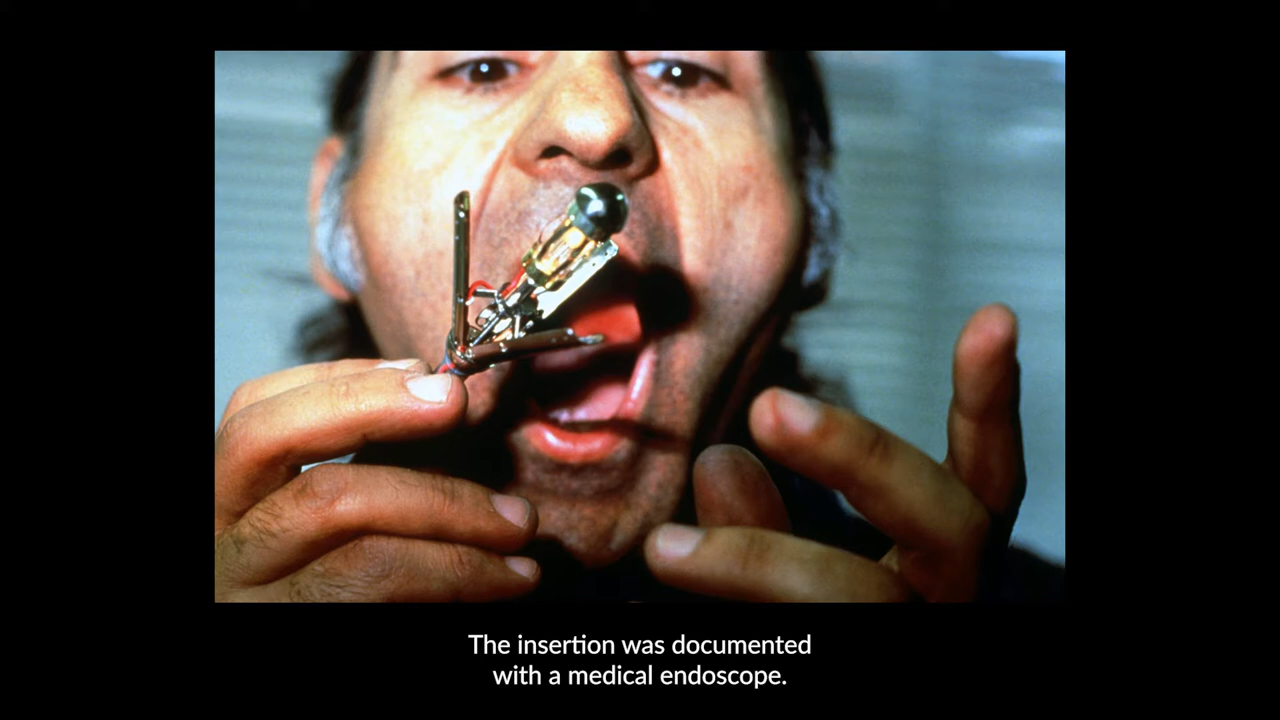 The insertion was documented
with a medical endoscope.